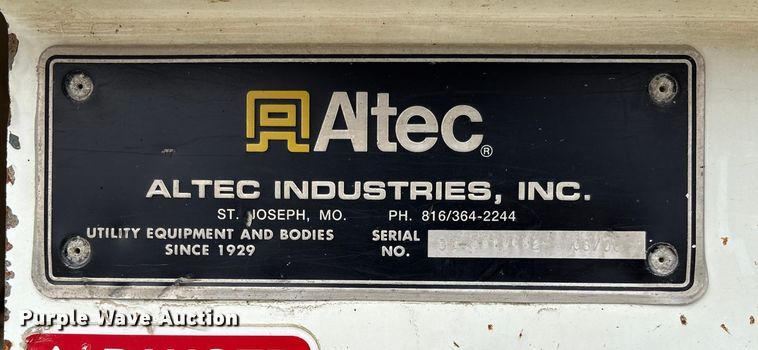 Altec®
ALTEC INDUSTRIES, INC.
ST. JOSEPH, MO. PH. 816/364-2244
UTILITY EQUIPMENT AND BODIES SERIAL
SINCE 1929 NO.
Purple Wave Auction